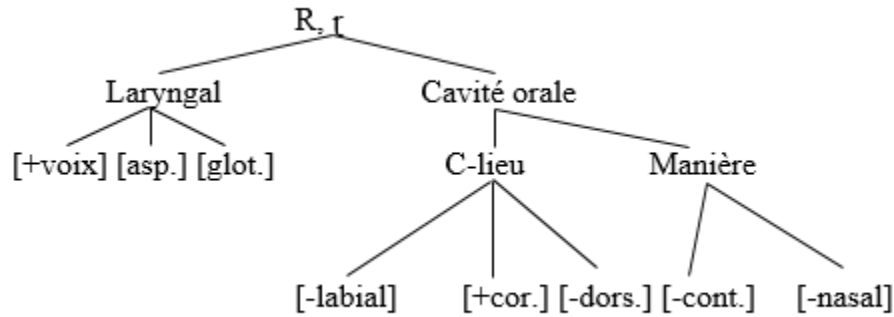 R, ɽ
Laryngal Cavité orale
[+voix] [asp.] [glot.] C-lieu Manière
[-labial] [+cor.] [-dors.] [-cont.] [-nasal]